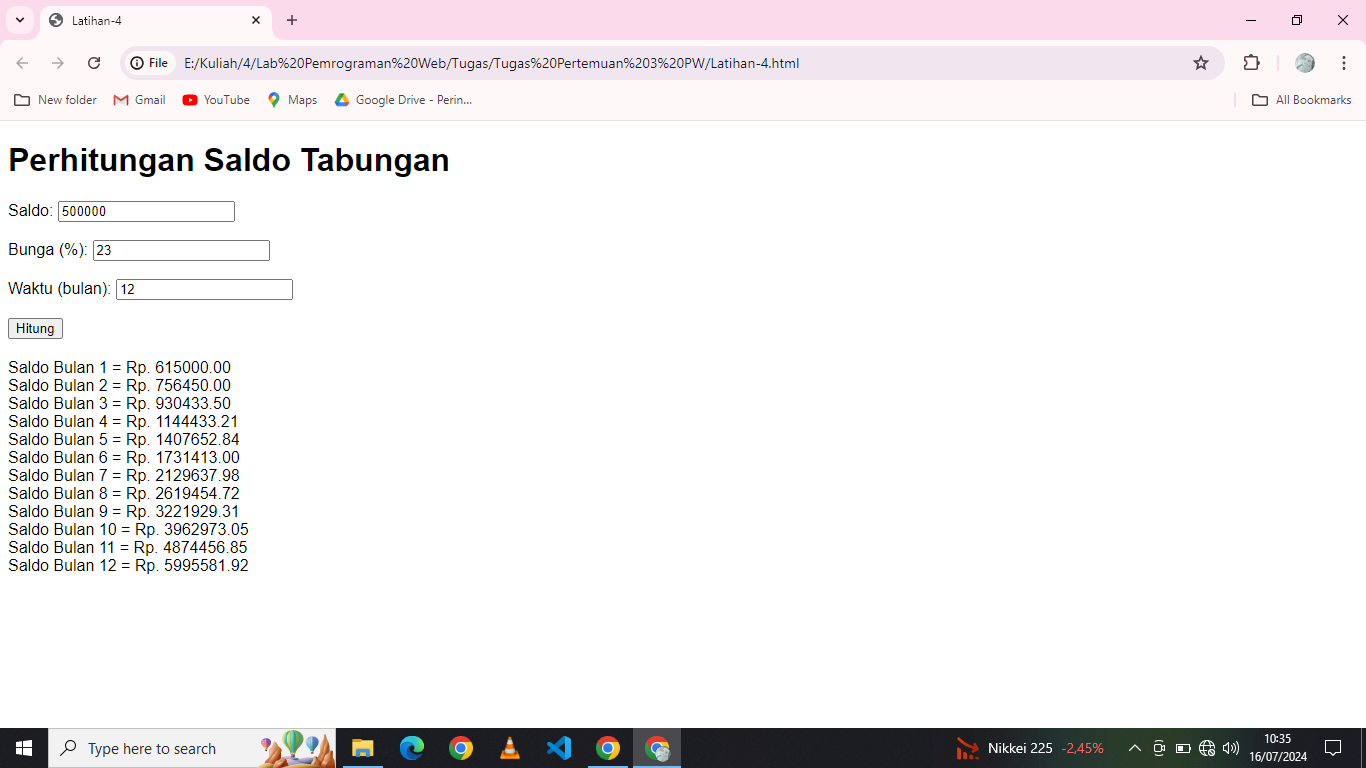 Latihan-4
File E:/Kuliah/4/Lab%20Pemrograman%20Web/Tugas/Tugas%20Pertemuan%203%20PW/Latihan-4.html
New folder Gmail YouTube Maps Google Drive - Perin... All Bookmarks
Perhitungan Saldo Tabungan
Saldo: 500000
Bunga (%): 23
Waktu (bulan): 12
Hitung
Saldo Bulan 1 = Rp. 615000.00
Saldo Bulan 2 = Rp. 756450.00
Saldo Bulan 3 = Rp. 930433.50
Saldo Bulan 4 = Rp. 1144433.21
Saldo Bulan 5 = Rp. 1407652.84
Saldo Bulan 6 = Rp. 1731413.00
Saldo Bulan 7 = Rp. 2129637.98
Saldo Bulan 8 = Rp. 2619454.72
Saldo Bulan 9 = Rp. 3221929.31
Saldo Bulan 10 = Rp. 3962973.05
Saldo Bulan 11 = Rp. 4874456.85
Saldo Bulan 12 = Rp. 5995581.92
Type here to search Nikkei 225 -2,45% 10:35
16/07/2024